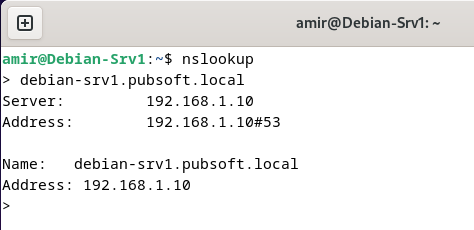 amir@Debian-Srv1: ~
amir@Debian-Srv1:~$ nslookup
> debian-srv1.pubsoft.local
Server:         192.168.1.10
Address:        192.168.1.10#53
Name:   debian-srv1.pubsoft.local
Address: 192.168.1.10
>